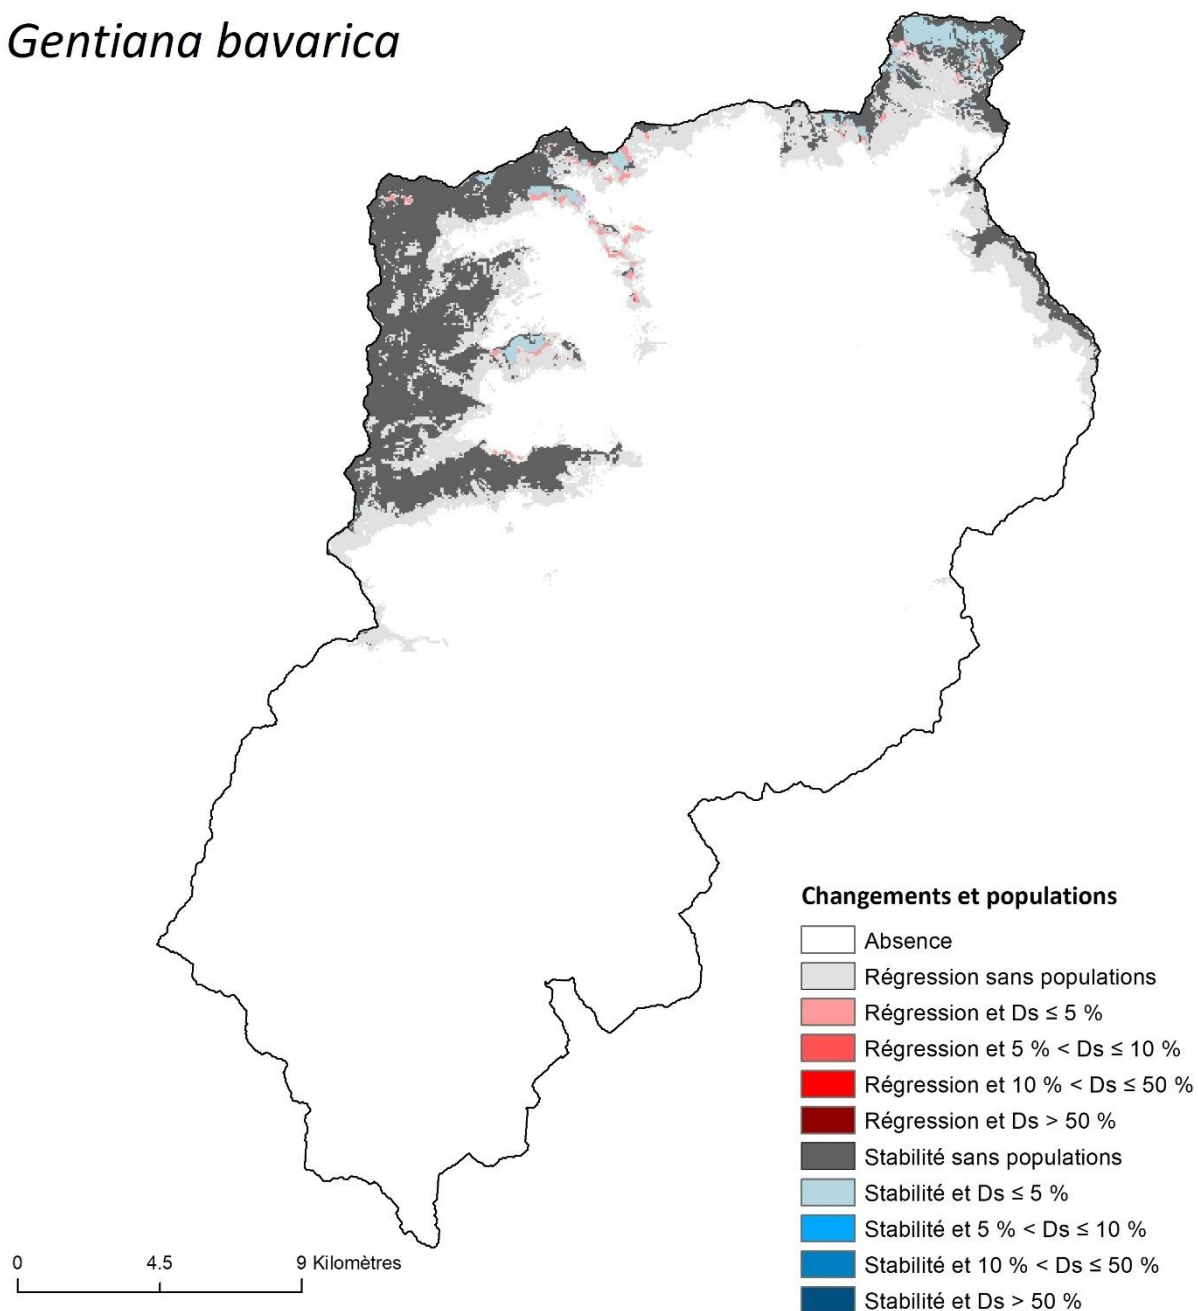 Gentiana bavarica
Changements et populations
Absence
Régression sans populations
Régression et Ds ≤ 5 %
Régression et 5 % < Ds ≤ 10 %
Régression et 10 % < Ds ≤ 50 %
Régression et Ds > 50 %
Stabilité sans populations
Stabilité et Ds ≤ 5 %
Stabilité et 5 % < Ds ≤ 10 %
Stabilité et 10 % < Ds ≤ 50 %
Stabilité et Ds > 50 %
0 4.5 9 Kilomètres